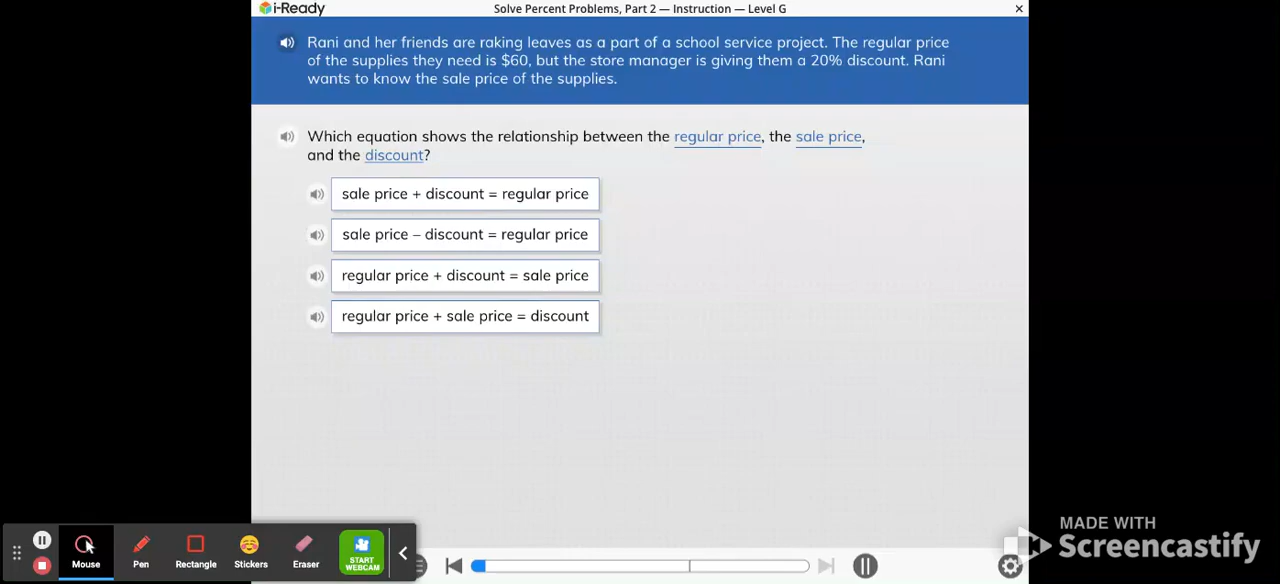 i-Ready
Solve Percent Problems, Part 2 — Instruction — Level G
Rani and her friends are raking leaves as a part of a school service project. The regular price
of the supplies they need is $60, but the store manager is giving them a 20% discount. Rani
wants to know the sale price of the supplies.
Which equation shows the relationship between the regular price, the sale price,
and the discount?
sale price + discount = regular price
sale price – discount = regular price
regular price + discount = sale price
regular price + sale price = discount
Mouse
Pen
Rectangle
Stickers
Eraser
START
WEBCAM
MADE WITH
Screencastify